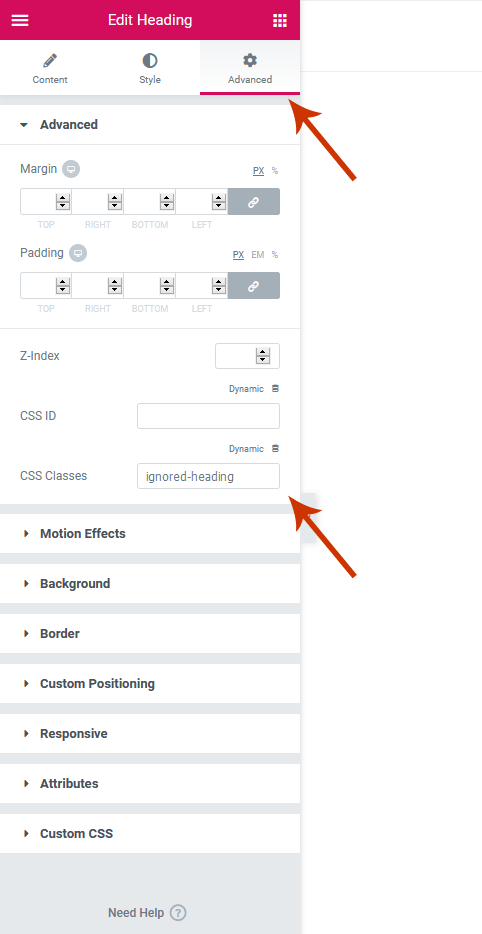 Edit Heading
Content Style Advanced
Advanced
Margin PX %
TOP RIGHT BOTTOM LEFT
Padding PX EM %
TOP RIGHT BOTTOM LEFT
Z-Index
Dynamic
CSS ID
Dynamic
CSS Classes ignored-heading
Motion Effects
Background
Border
Custom Positioning
Responsive
Attributes
Custom CSS
Need Help ?